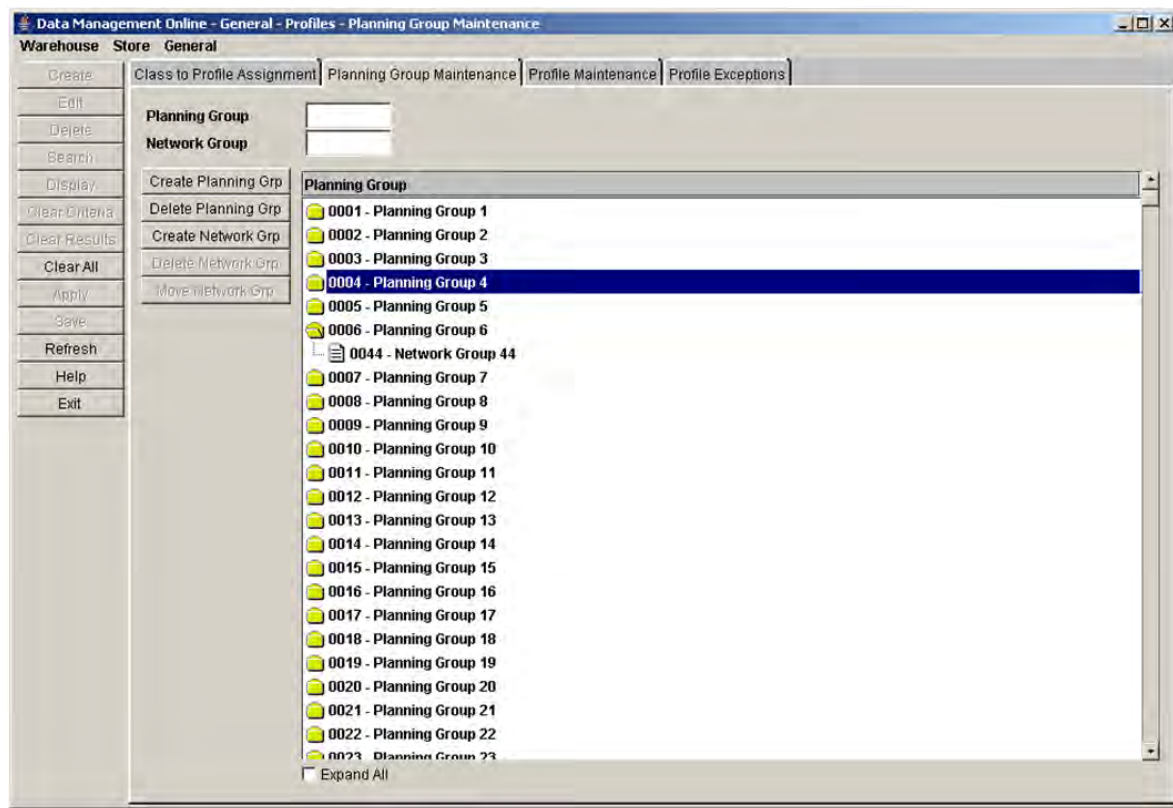 Data Management Online - General - Profiles - Planning Group Maintenance
Warehouse Store General
Create
Edit
Delete
Search
Display
Clear Criteria
Clear Results
Clear All
Apply
Save
Refresh
Help
Exit
Class to Profile Assignment Planning Group Maintenance Profile Maintenance Profile Exceptions
Planning Group
Network Group
Create Planning Grp
Delete Planning Grp
Create Network Grp
Delete Network Grp
Move Network Grp
Planning Group
0001 - Planning Group 1
0002 - Planning Group 2
0003 - Planning Group 3
0004 - Planning Group 4
0005 - Planning Group 5
0006 - Planning Group 6
0044 - Network Group 44
0007 - Planning Group 7
0008 - Planning Group 8
0009 - Planning Group 9
0010 - Planning Group 10
0011 - Planning Group 11
0012 - Planning Group 12
0013 - Planning Group 13
0014 - Planning Group 14
0015 - Planning Group 15
0016 - Planning Group 16
0017 - Planning Group 17
0018 - Planning Group 18
0019 - Planning Group 19
0020 - Planning Group 20
0021 - Planning Group 21
0022 - Planning Group 22
0023 - Planning Group 23
Expand All